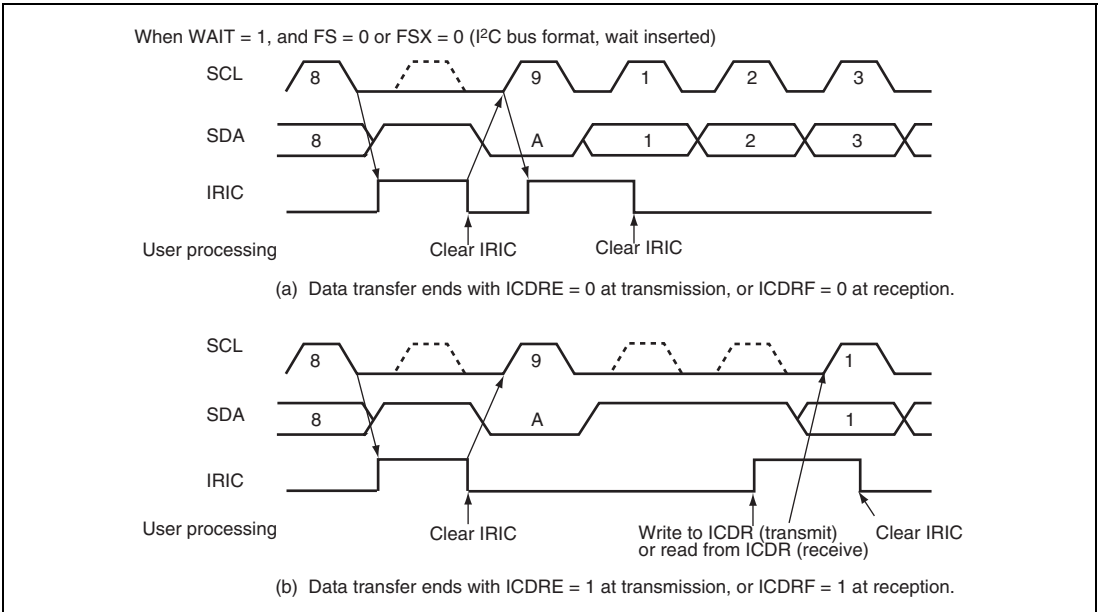 When WAIT = 1, and FS = 0 or FSX = 0 (I²C bus format, wait inserted)
SCL 8 9 1 2 3
SDA 8 A 1 2 3
IRIC
User processing Clear IRIC Clear IRIC
(a) Data transfer ends with ICDRE = 0 at transmission, or ICDRF = 0 at reception.
SCL 8 9 1
SDA 8 A 1
IRIC
User processing Clear IRIC Write to ICDR (transmit) Clear IRIC
or read from ICDR (receive)
(b) Data transfer ends with ICDRE = 1 at transmission, or ICDRF = 1 at reception.